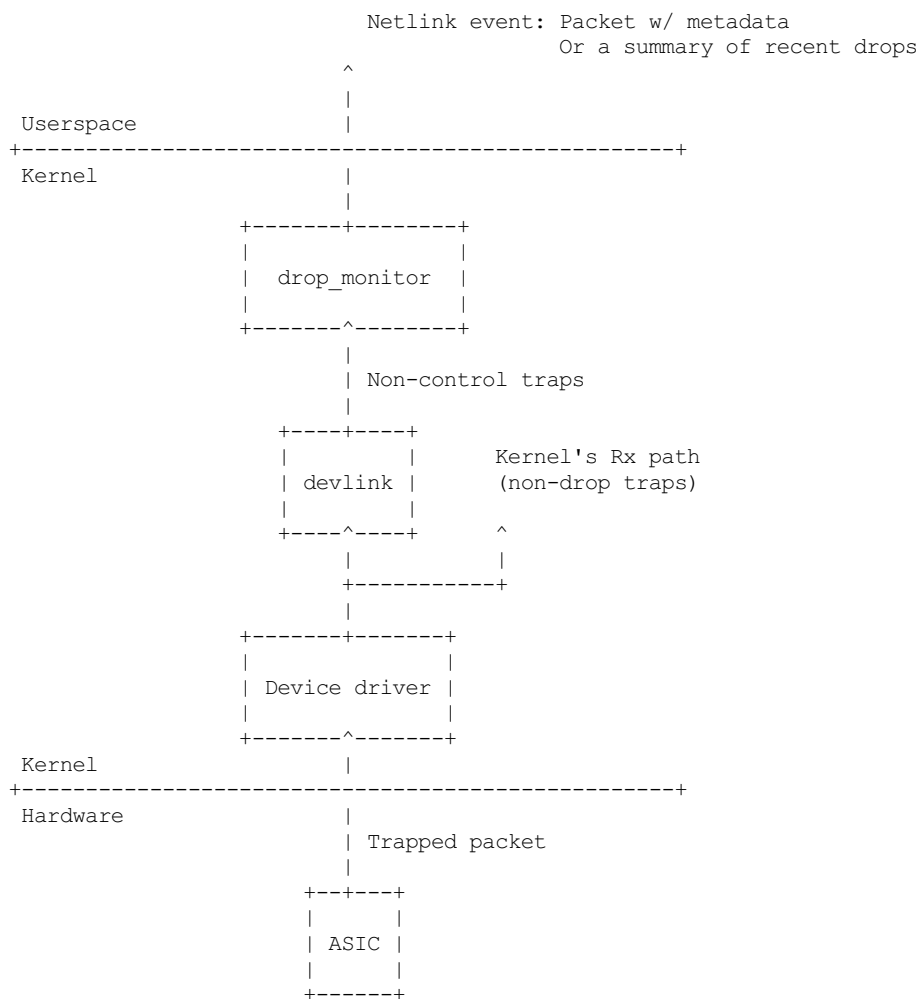 Netlink event: Packet w/ metadata
Or a summary of recent drops
Userspace
Kernel
drop_monitor
Non-control traps
Kernel's Rx path
devlink
(non-drop traps)
Device driver
Kernel
Hardware
Trapped packet
ASIC